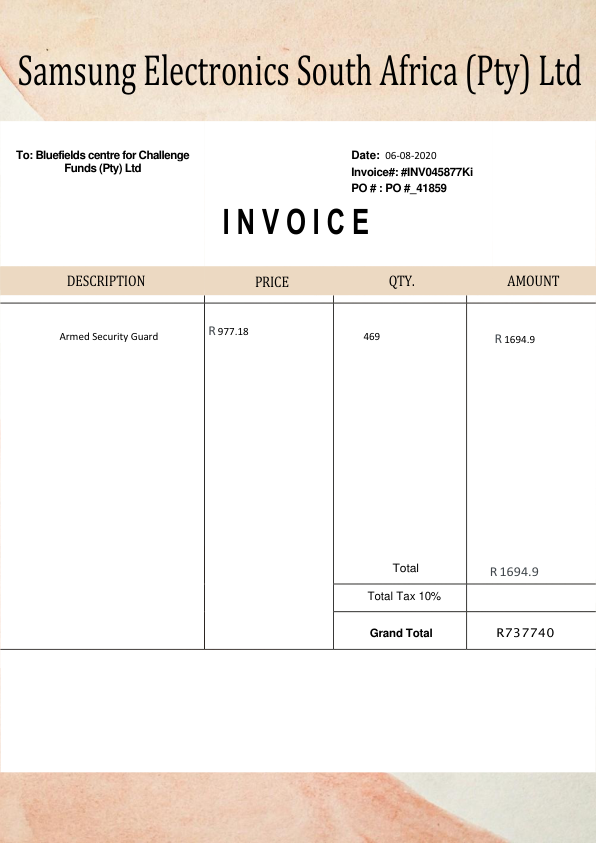 Samsung Electronics South Africa (Pty) Ltd
To: Bluefields centre for Challenge
Funds (Pty) Ltd
Date: 06-08-2020
Invoice#: #INV045877Ki
PO # : PO #_41859
INVOICE
DESCRIPTION PRICE QTY. AMOUNT
Armed Security Guard R 977.18 469 R 1694.9
Total R 1694.9
Total Tax 10%
Grand Total R737740